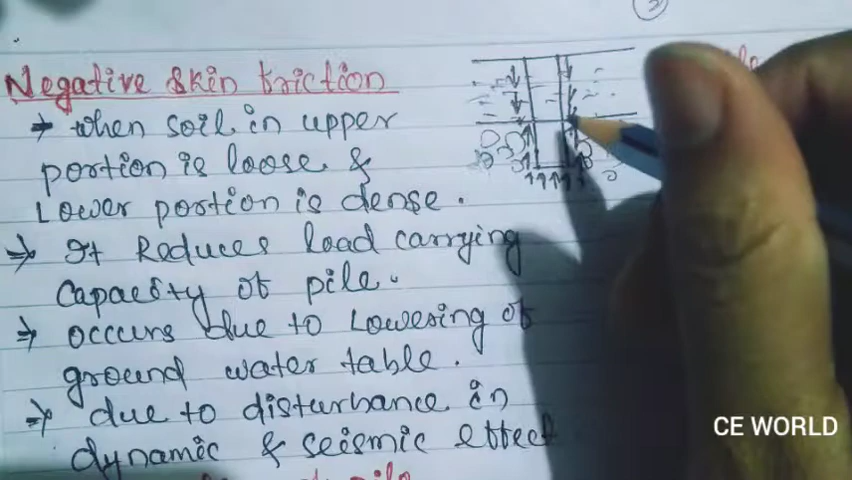 2
Negative Skin friction
→ when soil in upper
portion is loose &
Lower portion is dense.
⇒ It Reduces load carrying
capacity of pile.
⇒ occurs due to Lowering of
ground water table.
⇒ due to disturbance in
dynamic & seismic effect
CE WORLD